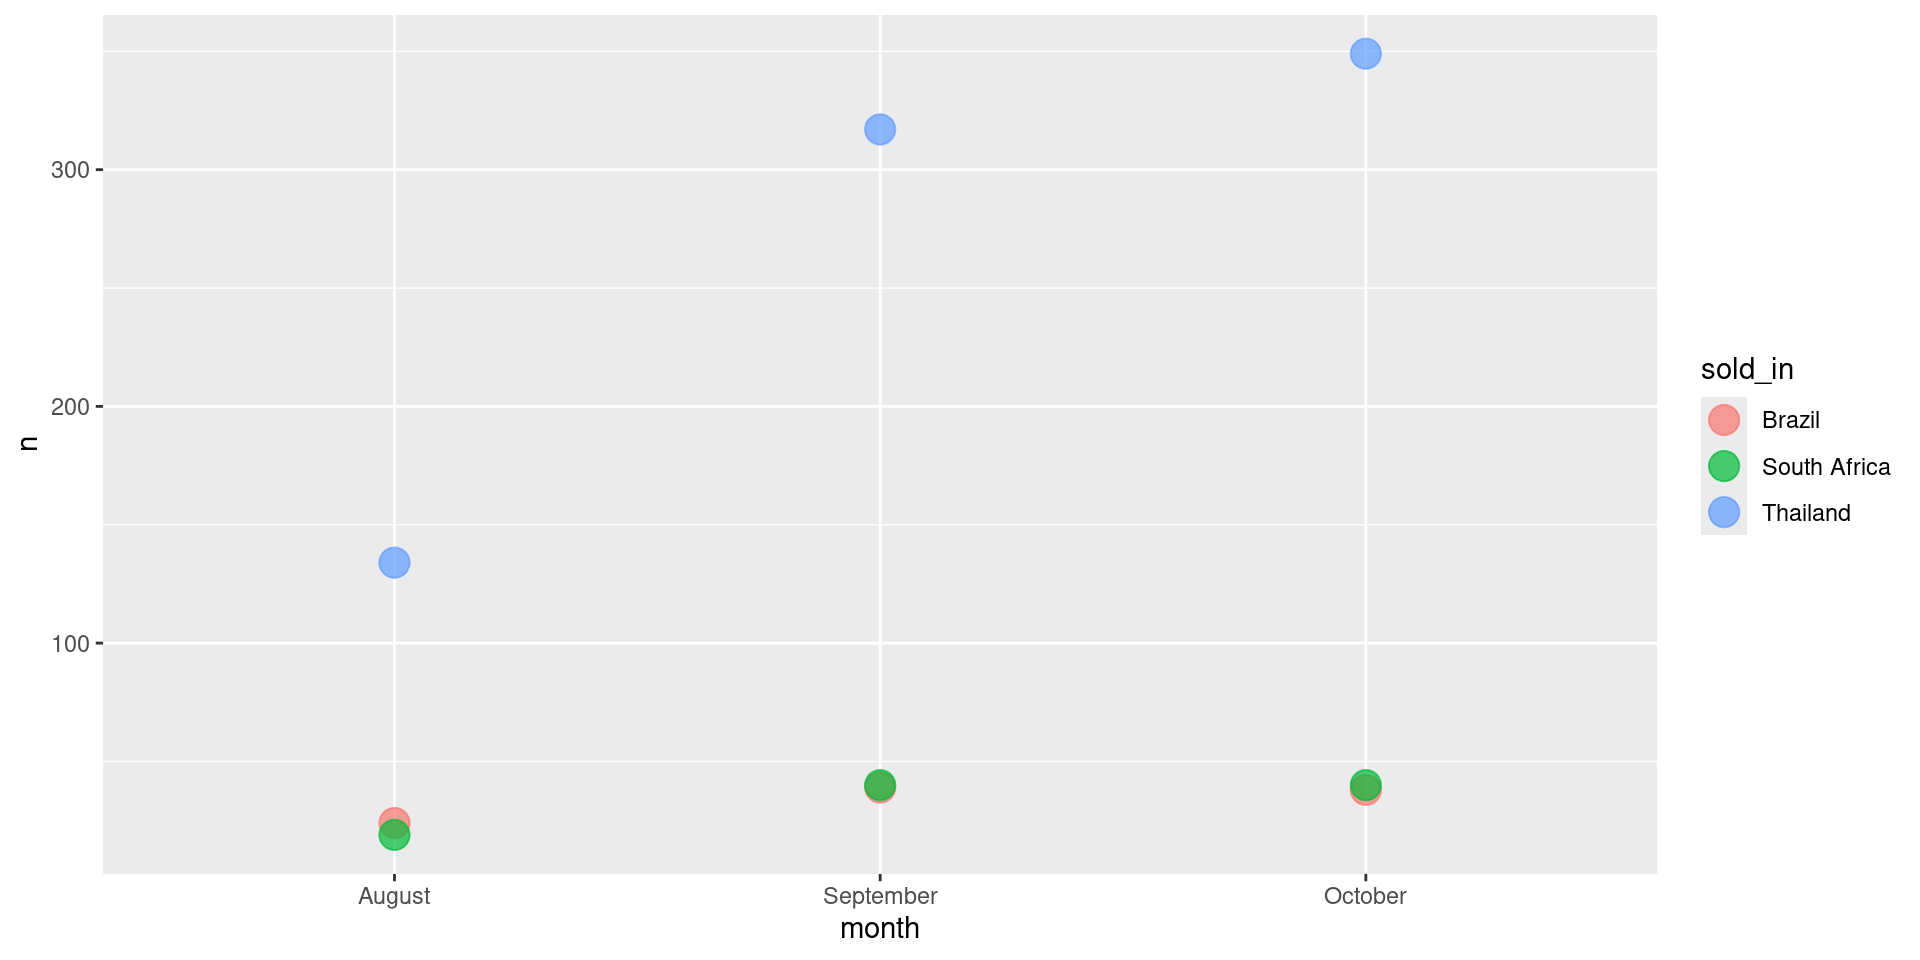 300
200
100
n
August
September
October
month
sold_in
Brazil
South Africa
Thailand